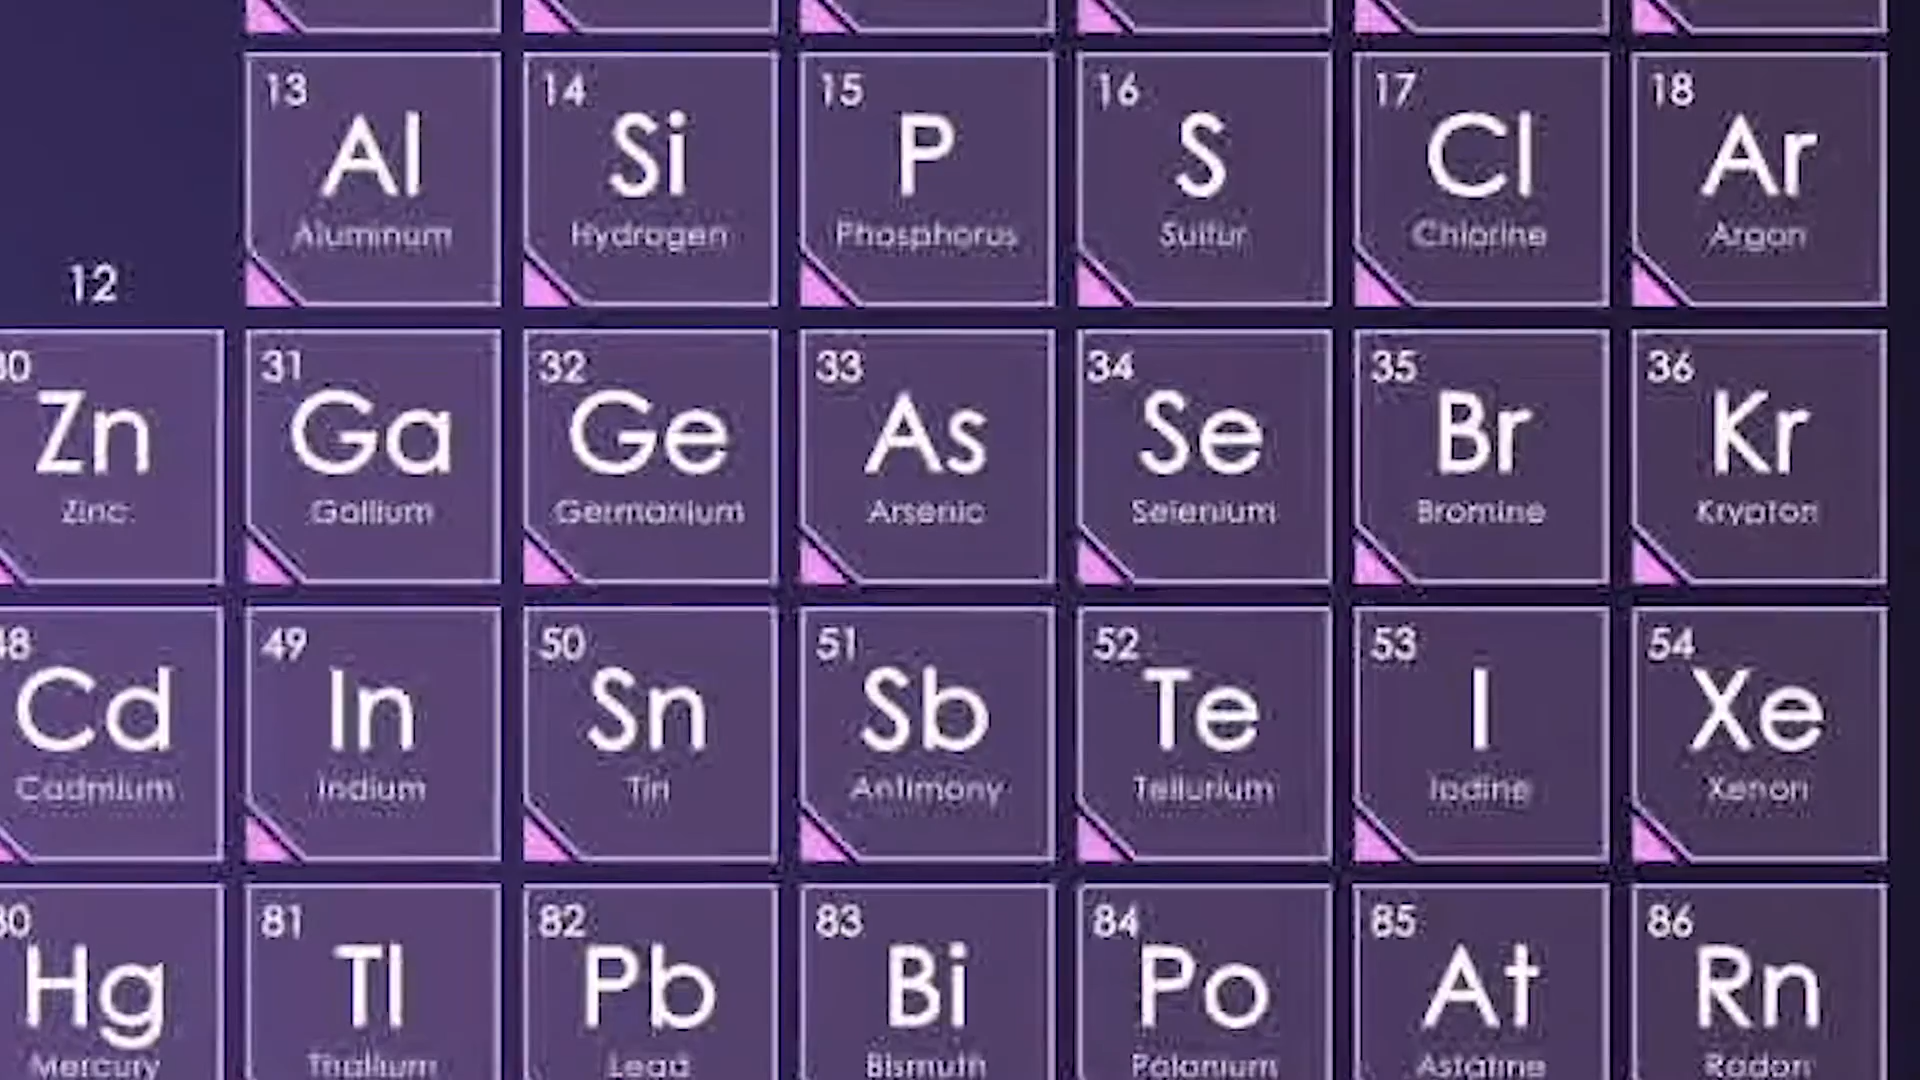 13 14 15 16 17 18
Al Si P S Cl Ar
Aluminum Hydrogen Phosphorus Sulfur Chlorine Argon
12
30 31 32 33 34 35 36
Zn Ga Ge As Se Br Kr
Zinc Gallium Germanium Arsenic Selenium Bromine Krypton
48 49 50 51 52 53 54
Cd In Sn Sb Te I Xe
Cadmium Indium Tin Antimony Tellurium Iodine Xenon
80 81 82 83 84 85 86
Hg Tl Pb Bi Po At Rn
Mercury Thallium Lead Bismuth Polonium Astatine Radon